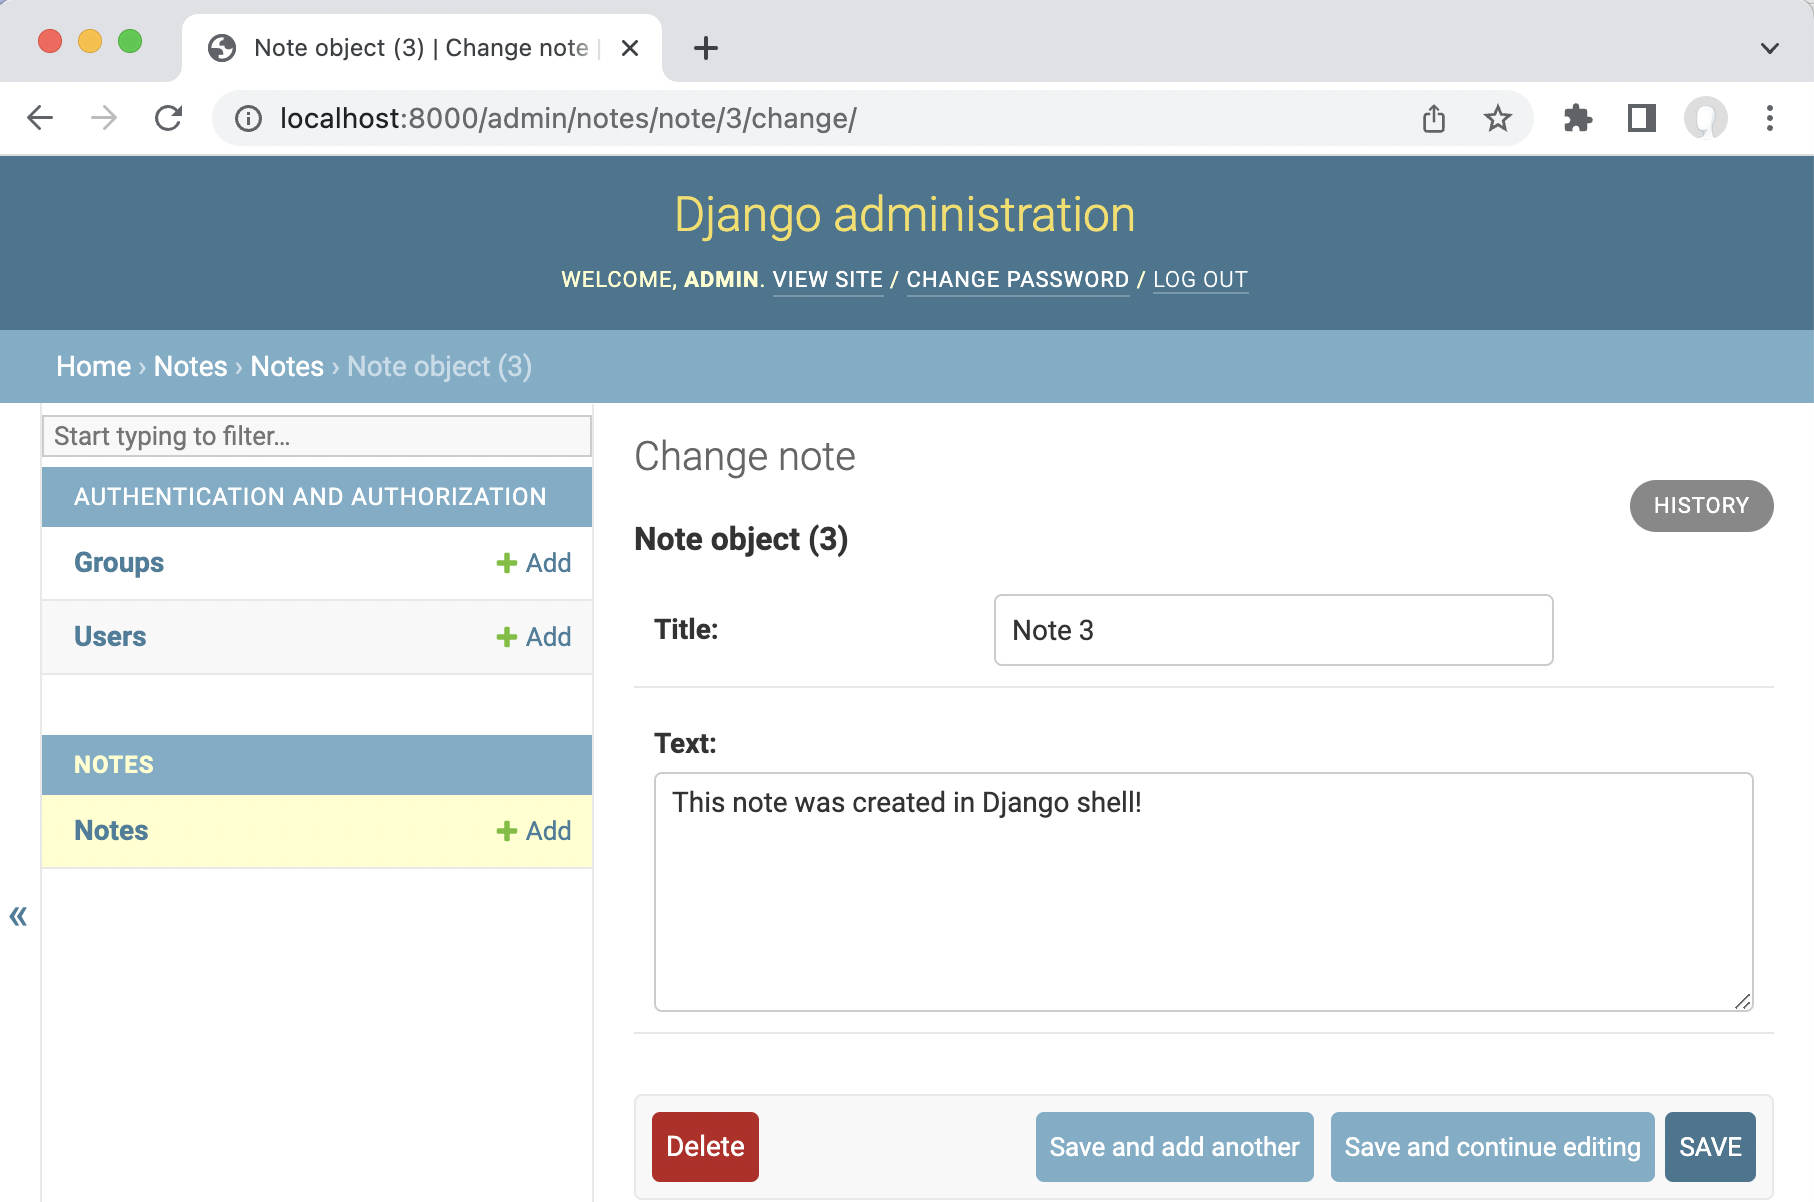 Note object (3) | Change note
localhost:8000/admin/notes/note/3/change/
Django administration
WELCOME, ADMIN. VIEW SITE / CHANGE PASSWORD / LOG OUT
Home › Notes › Notes › Note object (3)
Start typing to filter...
AUTHENTICATION AND AUTHORIZATION
Groups + Add
Users + Add
NOTES
Notes + Add
«
Change note
HISTORY
Note object (3)
Title: Note 3
Text:
This note was created in Django shell!
Delete Save and add another Save and continue editing SAVE